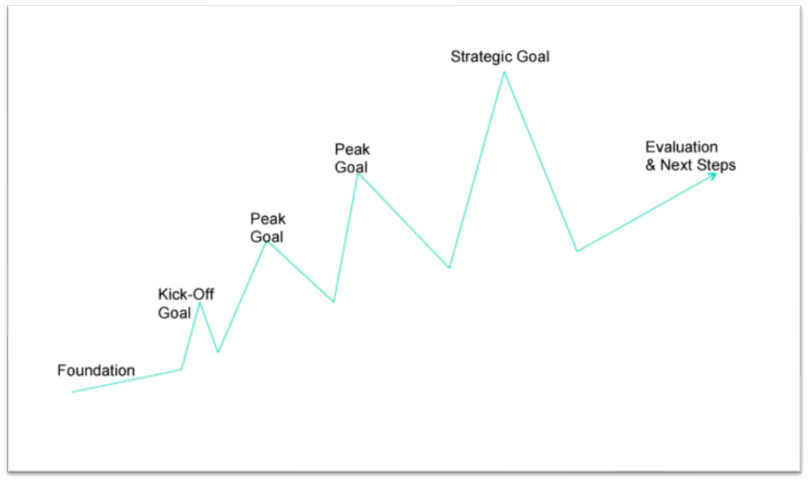 Strategic Goal
Peak
Goal
Evaluation
& Next Steps
Peak
Goal
Kick-Off
Goal
Foundation